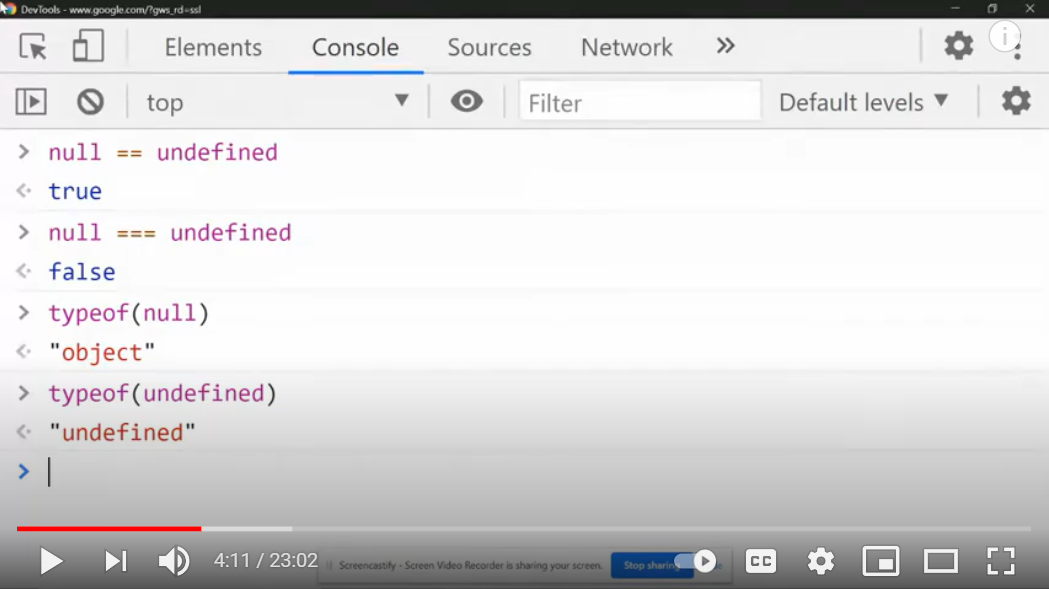 DevTools - www.google.com/?gws_rd=ssl
Elements Console Sources Network »
top Filter Default levels
> null == undefined
true
> null === undefined
false
> typeof(null)
"object"
> typeof(undefined)
"undefined"
>
4:11 / 23:02 Screencastify - Screen Video Recorder is sharing your screen. Stop sharing CC